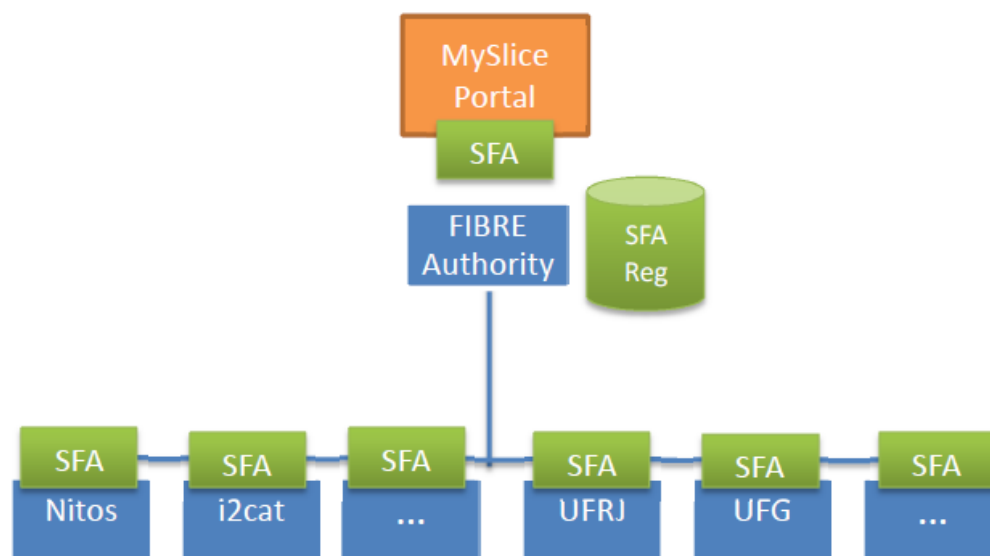 MySlice
Portal
SFA
FIBRE
Authority
SFA
Reg
SFA
SFA
SFA
SFA
SFA
SFA
Nitos
i2cat
...
UFRJ
UFG
...